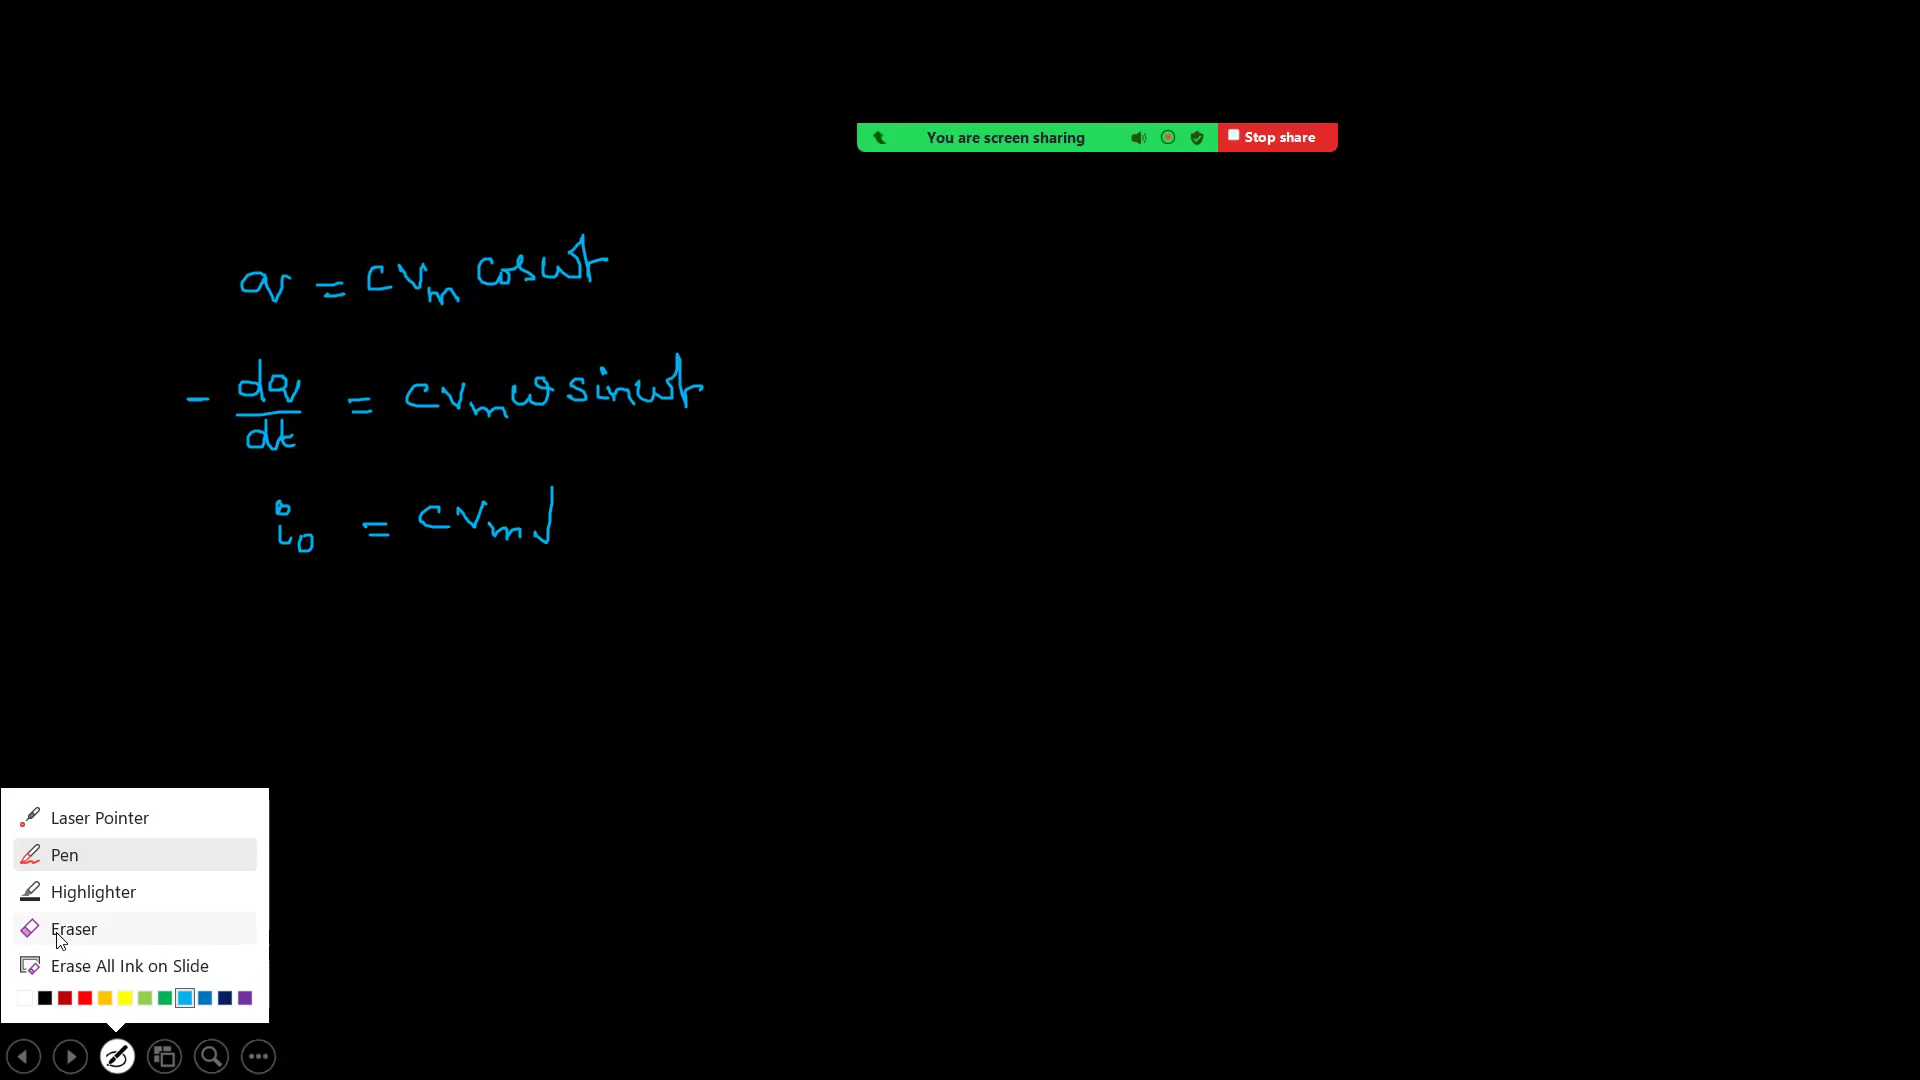 You are screen sharing Stop share
q = CVm cosωt
- dq/dt = CVmω sinωt
i0 = CVm√
Laser Pointer
Pen
Highlighter
Eraser
Erase All Ink on Slide